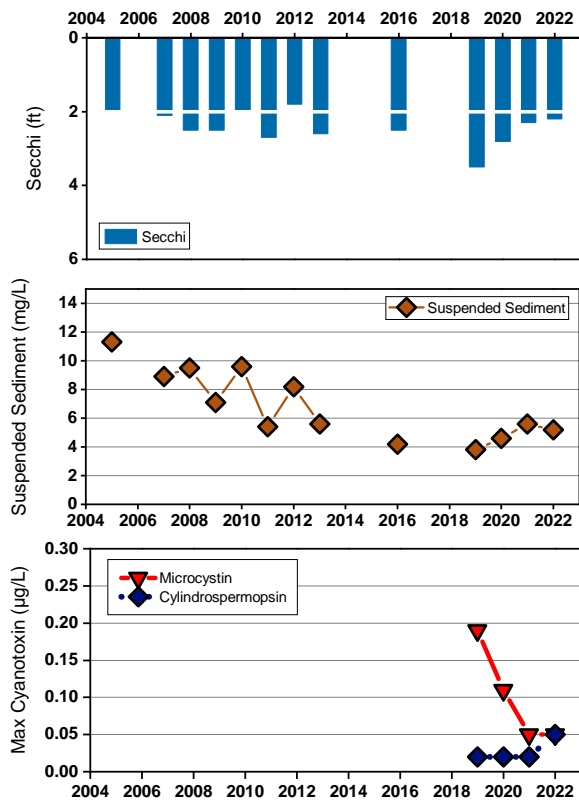 2004 2006 2008 2010 2012 2014 2016 2018 2020 2022
0
2
4
6
Secchi (ft)
Secchi
14
12
10
8
6
4
2
0
Suspended Sediment (mg/L)
Suspended Sediment
2004 2006 2008 2010 2012 2014 2016 2018 2020 2022
0.30
0.25
0.20
0.15
0.10
0.05
0.00
Max Cyanotoxin (µg/L)
Microcystin
Cylindrospermopsin
2004 2006 2008 2010 2012 2014 2016 2018 2020 2022